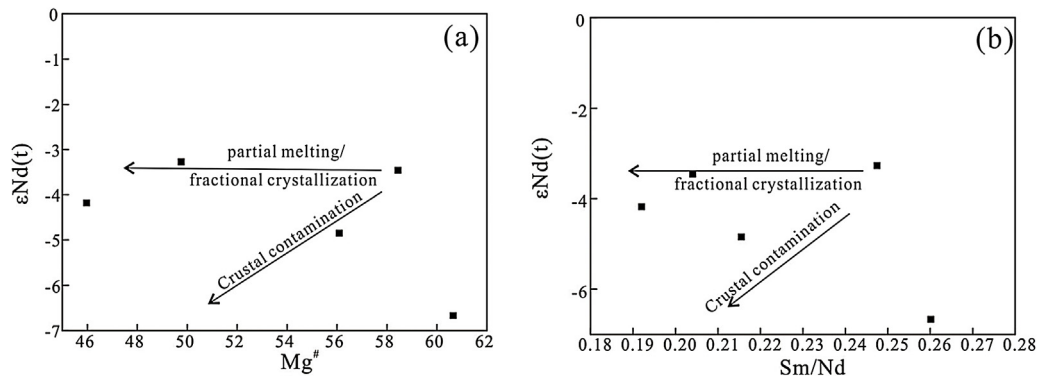 (a)
0
-1
-2
-3
-4
-5
-6
-7
εNd(t)
partial melting/
fractional crystallization
Crustal contamination
46 48 50 52 54 56 58 60 62
Mg#
(b)
0
-2
-4
-6
εNd(t)
partial melting/
fractional crystallization
Crustal contamination
0.18 0.19 0.20 0.21 0.22 0.23 0.24 0.25 0.26 0.27 0.28
Sm/Nd